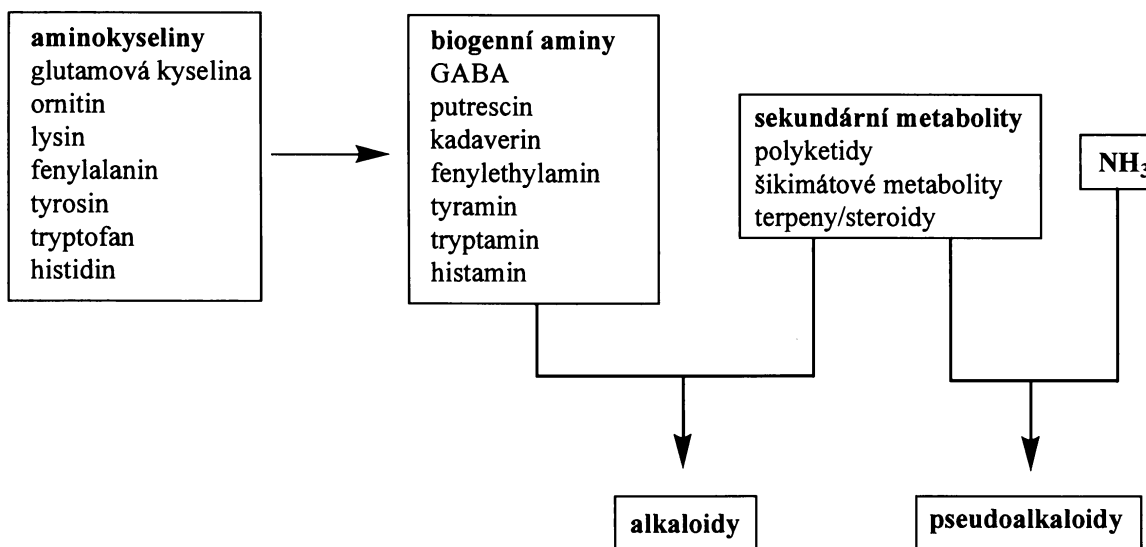 aminokyseliny
glutamová kyselina
ornitin
lysin
fenylalanin
tyrosin
tryptofan
histidin
biogenní aminy
GABA
putrescin
kadaverin
fenylethylamin
tyramin
tryptamin
histamin
sekundární metabolity
polyketidy
šikimátové metabolity
terpeny/steroidy
NH3
alkaloidy
pseudoalkaloidy